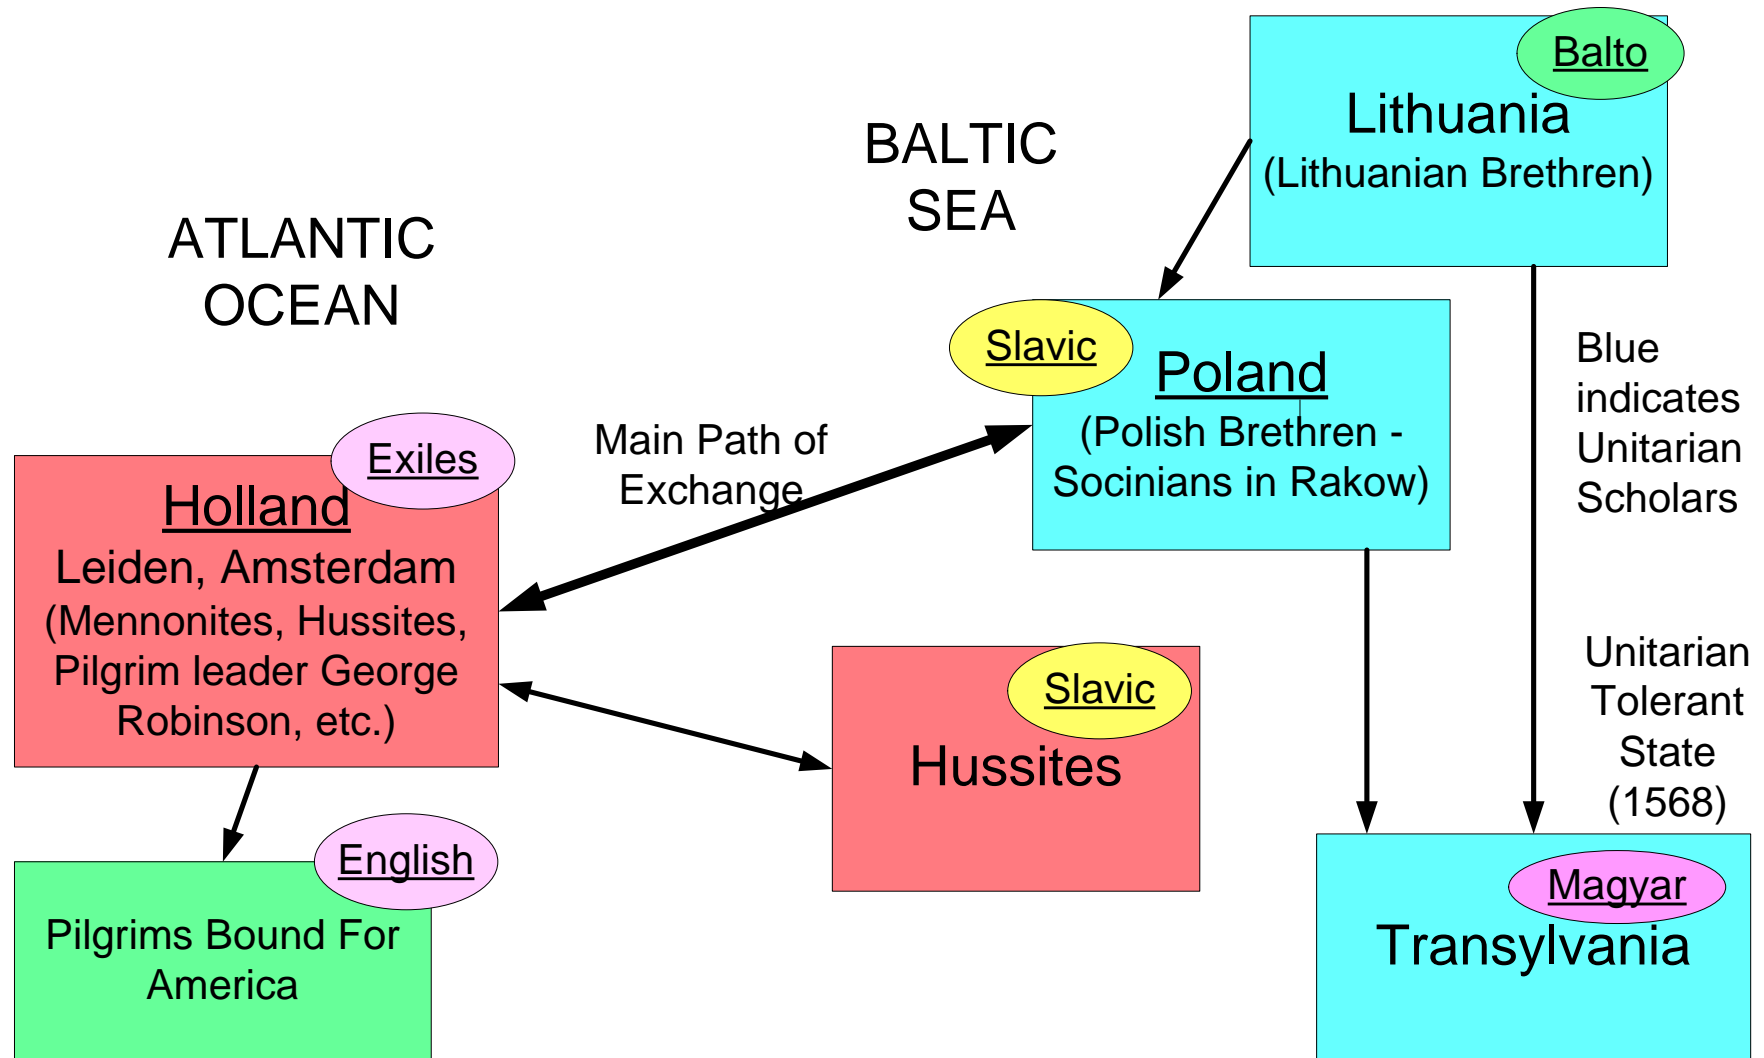 Balto
Lithuania
(Lithuanian Brethren)
BALTIC
SEA
ATLANTIC
OCEAN
Slavic
Poland
(Polish Brethren -
Socinians in Rakow)
Blue
indicates
Unitarian
Scholars
Main Path of
Exchange
Exiles
Holland
Leiden, Amsterdam
(Mennonites, Hussites,
Pilgrim leader George
Robinson, etc.)
Slavic
Hussites
Unitarian
Tolerant
State
(1568)
English
Pilgrims Bound For
America
Magyar
Transylvania